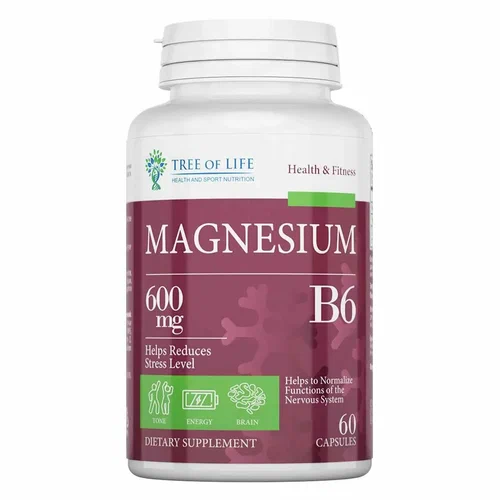 TREE OF LIFE
HEALTH AND SPORT NUTRITION
Health & Fitness
MAGNESIUM
600
mg
B6
Helps Reduces
Stress Level
Helps to Normalize
Functions of the
Nervous System
TONE
ENERGY
BRAIN
DIETARY SUPPLEMENT
60
CAPSULES